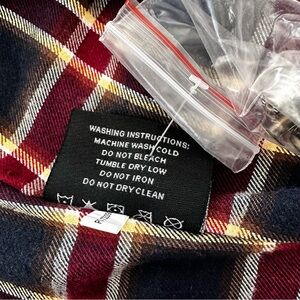 WASHING INSTRUCTIONS:
MACHINE WASH COLD
DO NOT BLEACH
TUMBLE DRY LOW
DO NOT IRON
DO NOT DRY CLEAN